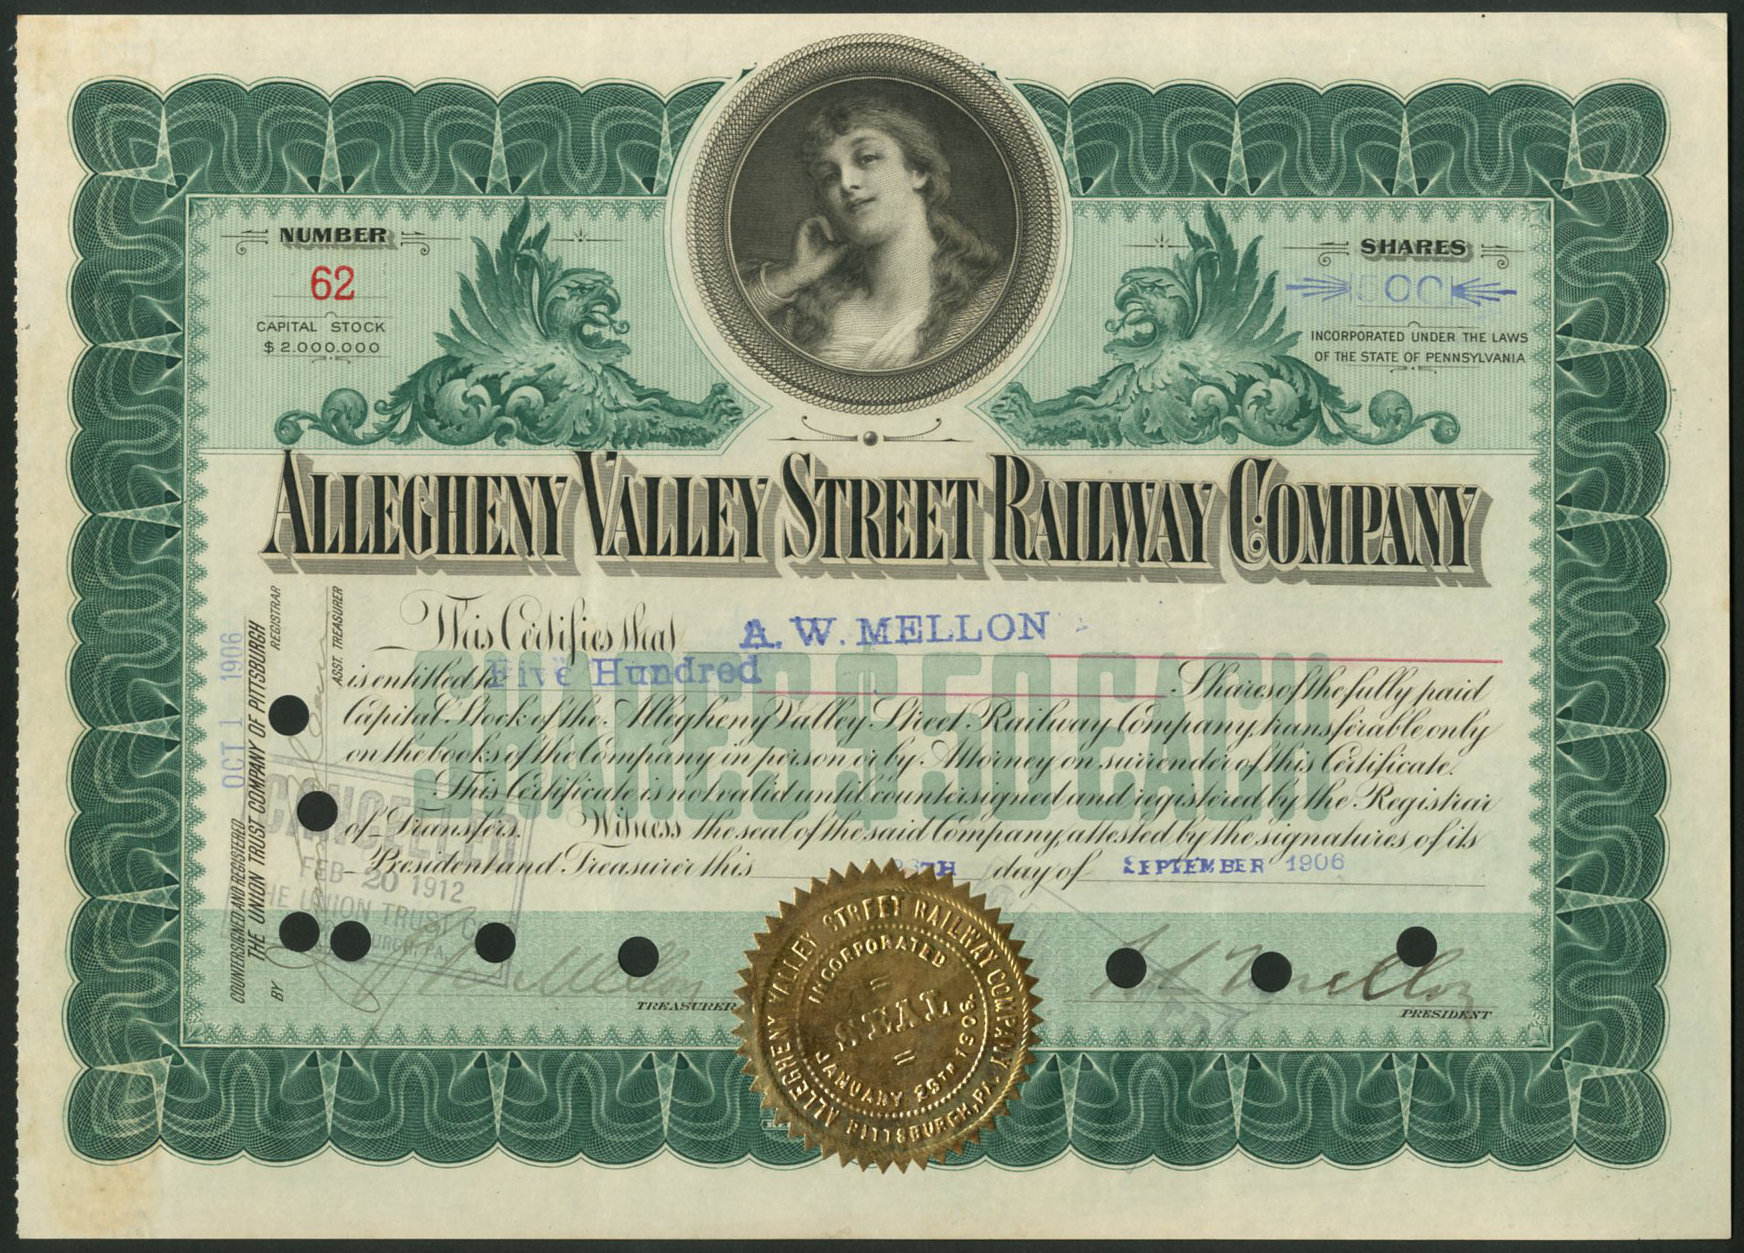 NUMBER
62
CAPITAL STOCK
$2.000.000
SHARES
500
INCORPORATED UNDER THE LAWS
OF THE STATE OF PENNSYLVANIA
ALLEGHENY VALLEY STREET RAILWAY COMPANY
This Certifies that A. W. MELLON
is entitled to Five Hundred Shares of the fully paid
Capital Stock of the Allegheny Valley Street Railway Company, transferable only
on the books of the Company in person or by Attorney on surrender of this Certificate.
This Certificate is not valid until countersigned and registered by the Registrar
of Transfers. Witness the seal of the said Company, attested by the signatures of its
President and Treasurer this TH day of SEPTEMBER 1906
SHARES $50 EACH
TREASURER
PRESIDENT
OCT 1 1906
COUNTERSIGNED AND REGISTERED
THE UNION TRUST COMPANY OF PITTSBURGH
REGISTRAR
BY
ASST. TREASURER
CANCELLED
FEB 20 1912
THE UNION TRUST CO
ALLEGHENY VALLEY STREET RAILWAY COMPANY
PITTSBURGH, PA.
INCORPORATED
SEAL
JANUARY 29TH 1906.